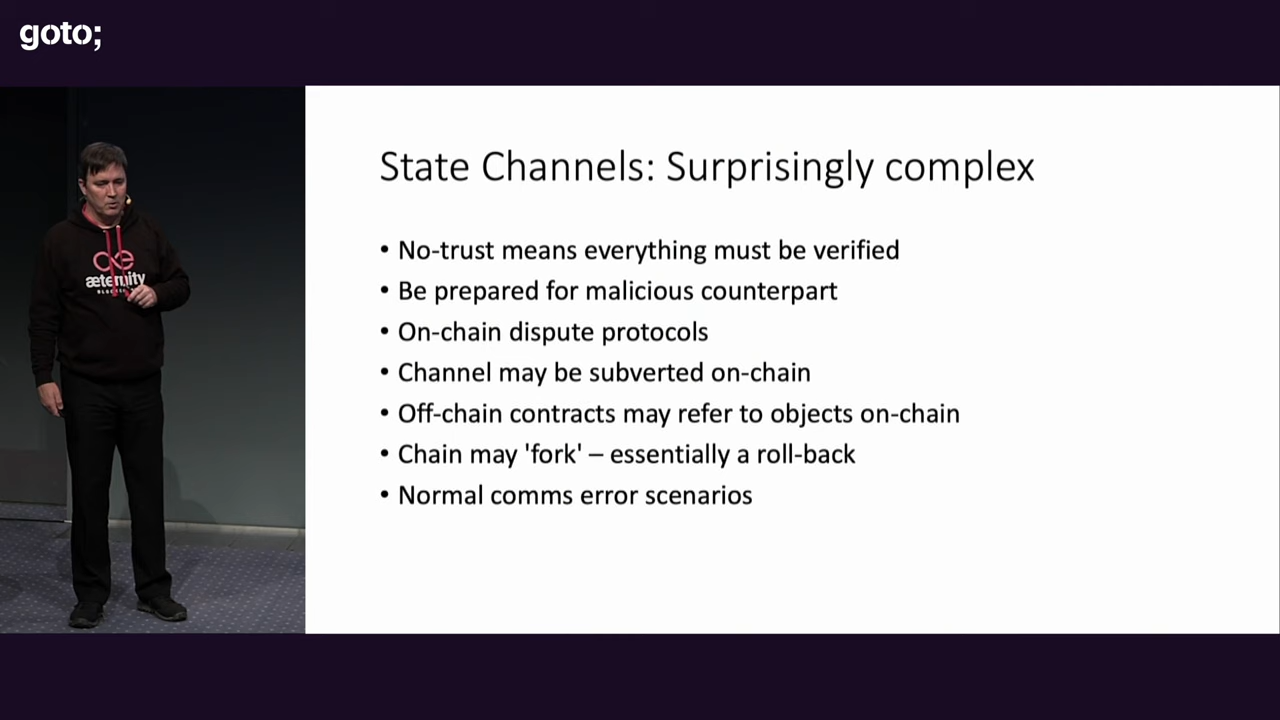 goto;
State Channels: Surprisingly complex
• No-trust means everything must be verified
• Be prepared for malicious counterpart
• On-chain dispute protocols
• Channel may be subverted on-chain
• Off-chain contracts may refer to objects on-chain
• Chain may 'fork' – essentially a roll-back
• Normal comms error scenarios
æternity